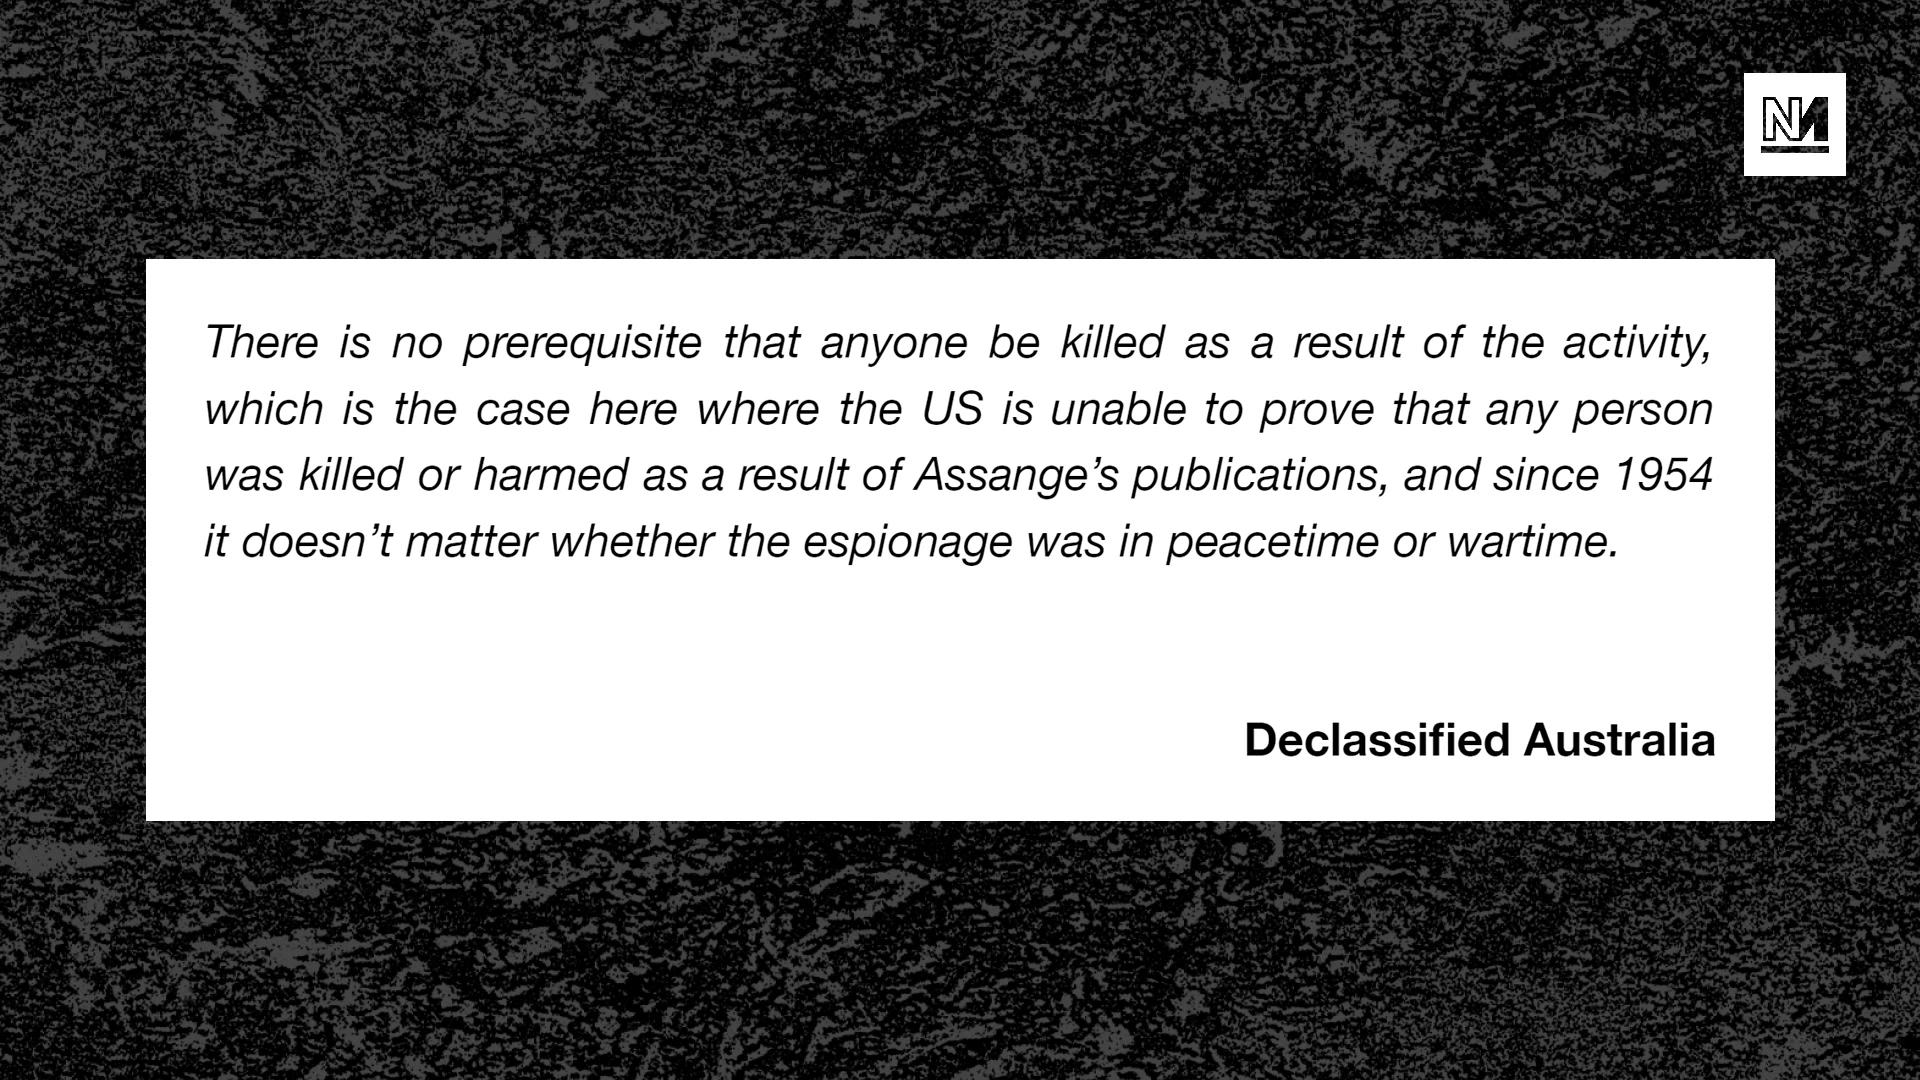 NM
There is no prerequisite that anyone be killed as a result of the activity,
which is the case here where the US is unable to prove that any person
was killed or harmed as a result of Assange’s publications, and since 1954
it doesn’t matter whether the espionage was in peacetime or wartime.
Declassified Australia